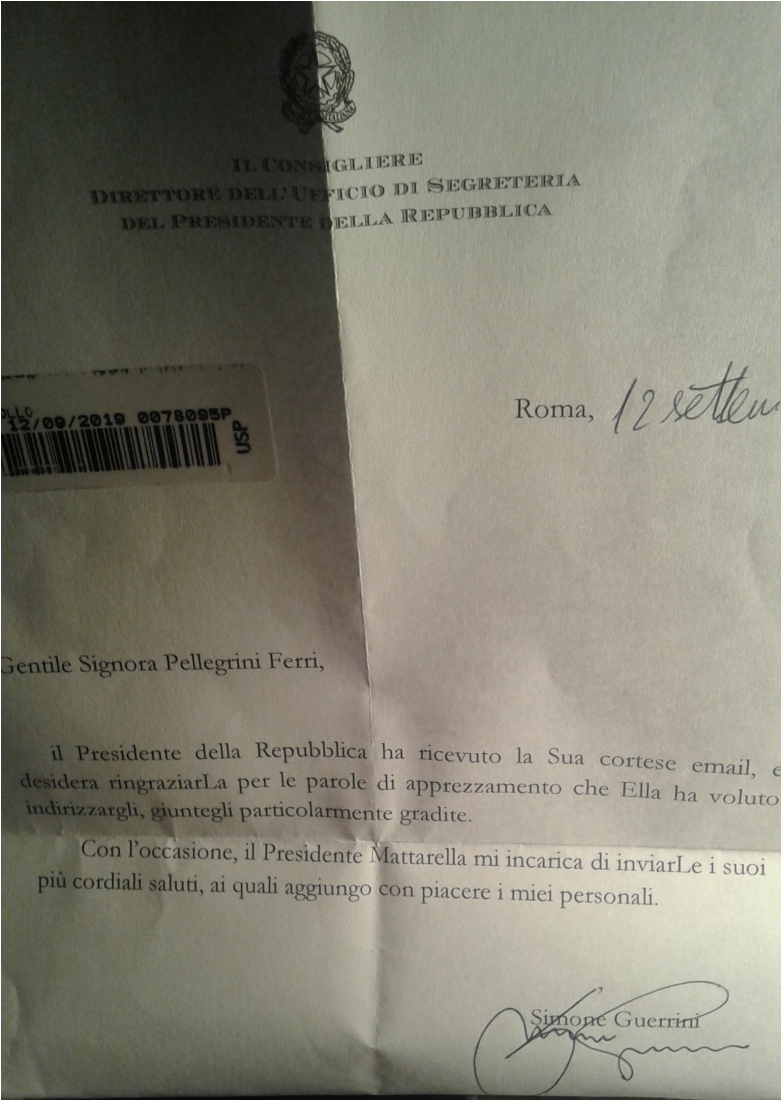 IL CONSIGLIERE
DIRETTORE DELL'UFFICIO DI SEGRETERIA
DEL PRESIDENTE DELLA REPUBBLICA
Roma, 12
12/09/2019 0078095P
USP
Gentile Signora Pellegrini Ferri,
il Presidente della Repubblica ha ricevuto la Sua cortese email, e
desidera ringraziarLa per le parole di apprezzamento che Ella ha voluto
indirizzargli, giuntegli particolarmente gradite.
Con l'occasione, il Presidente Mattarella mi incarica di inviarLe i suoi
più cordiali saluti, ai quali aggiungo con piacere i miei personali.
Simone Guerrini